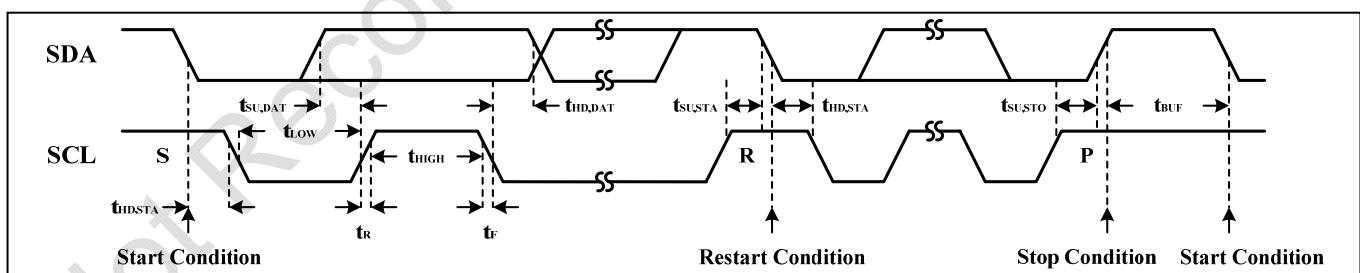 SDA
tSU,DAT tHD,DAT tSU,STA tHD,STA tSU,STO tBUF
tLOW
SCL S tHIGH R P
tHD,STA
tR tF
Start Condition Restart Condition Stop Condition Start Condition